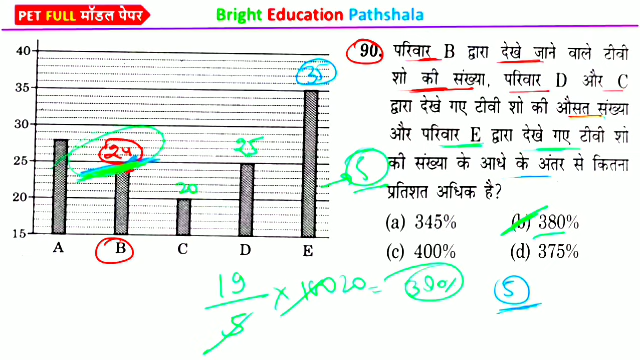 PET FULL मॉडल पेपर
Bright Education Pathshala
40
35
30
25
20
15
A B C D E
24
20
25
35
90. परिवार B द्वारा देखे जाने वाले टीवी
शो की संख्या, परिवार D और C
द्वारा देखे गए टीवी शो की औसत संख्या
और परिवार E द्वारा देखे गए टीवी शो
की संख्या के आधे के अंतर से कितना
प्रतिशत अधिक है?
5
(a) 345% (b) 380%
(c) 400% (d) 375%
19/5 × 100 20 = 380%
5